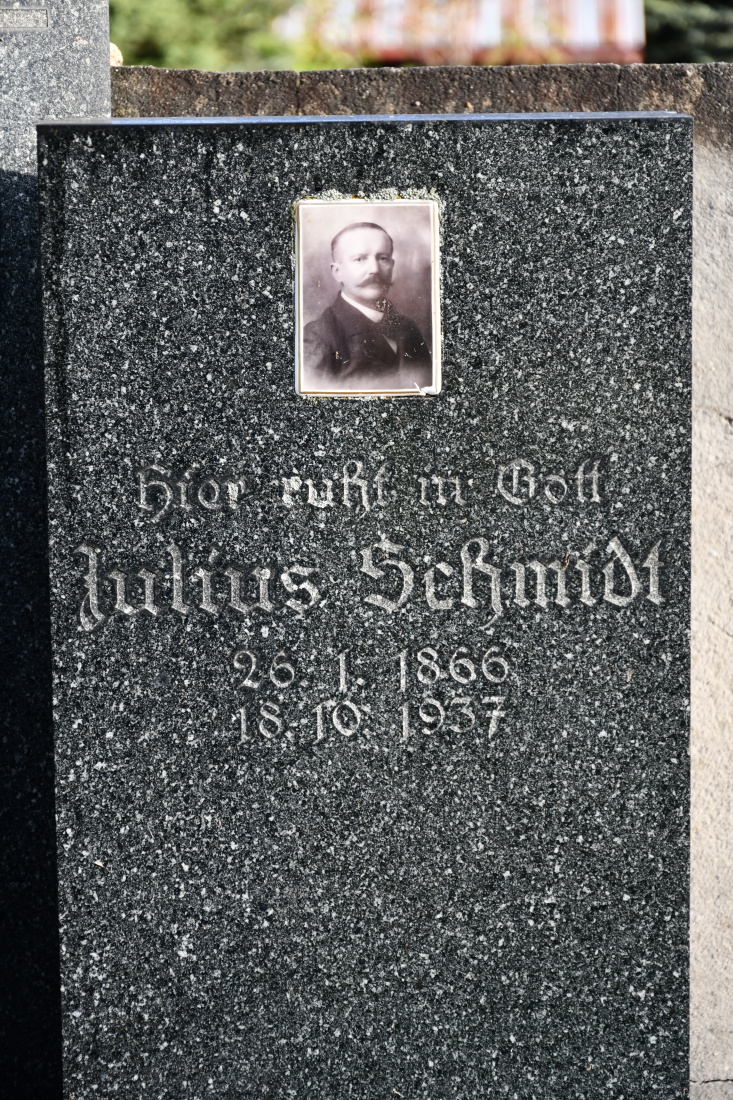 Hier ruht in Gott
Julius Schmidt
26. 1. 1866
18. 10. 1937